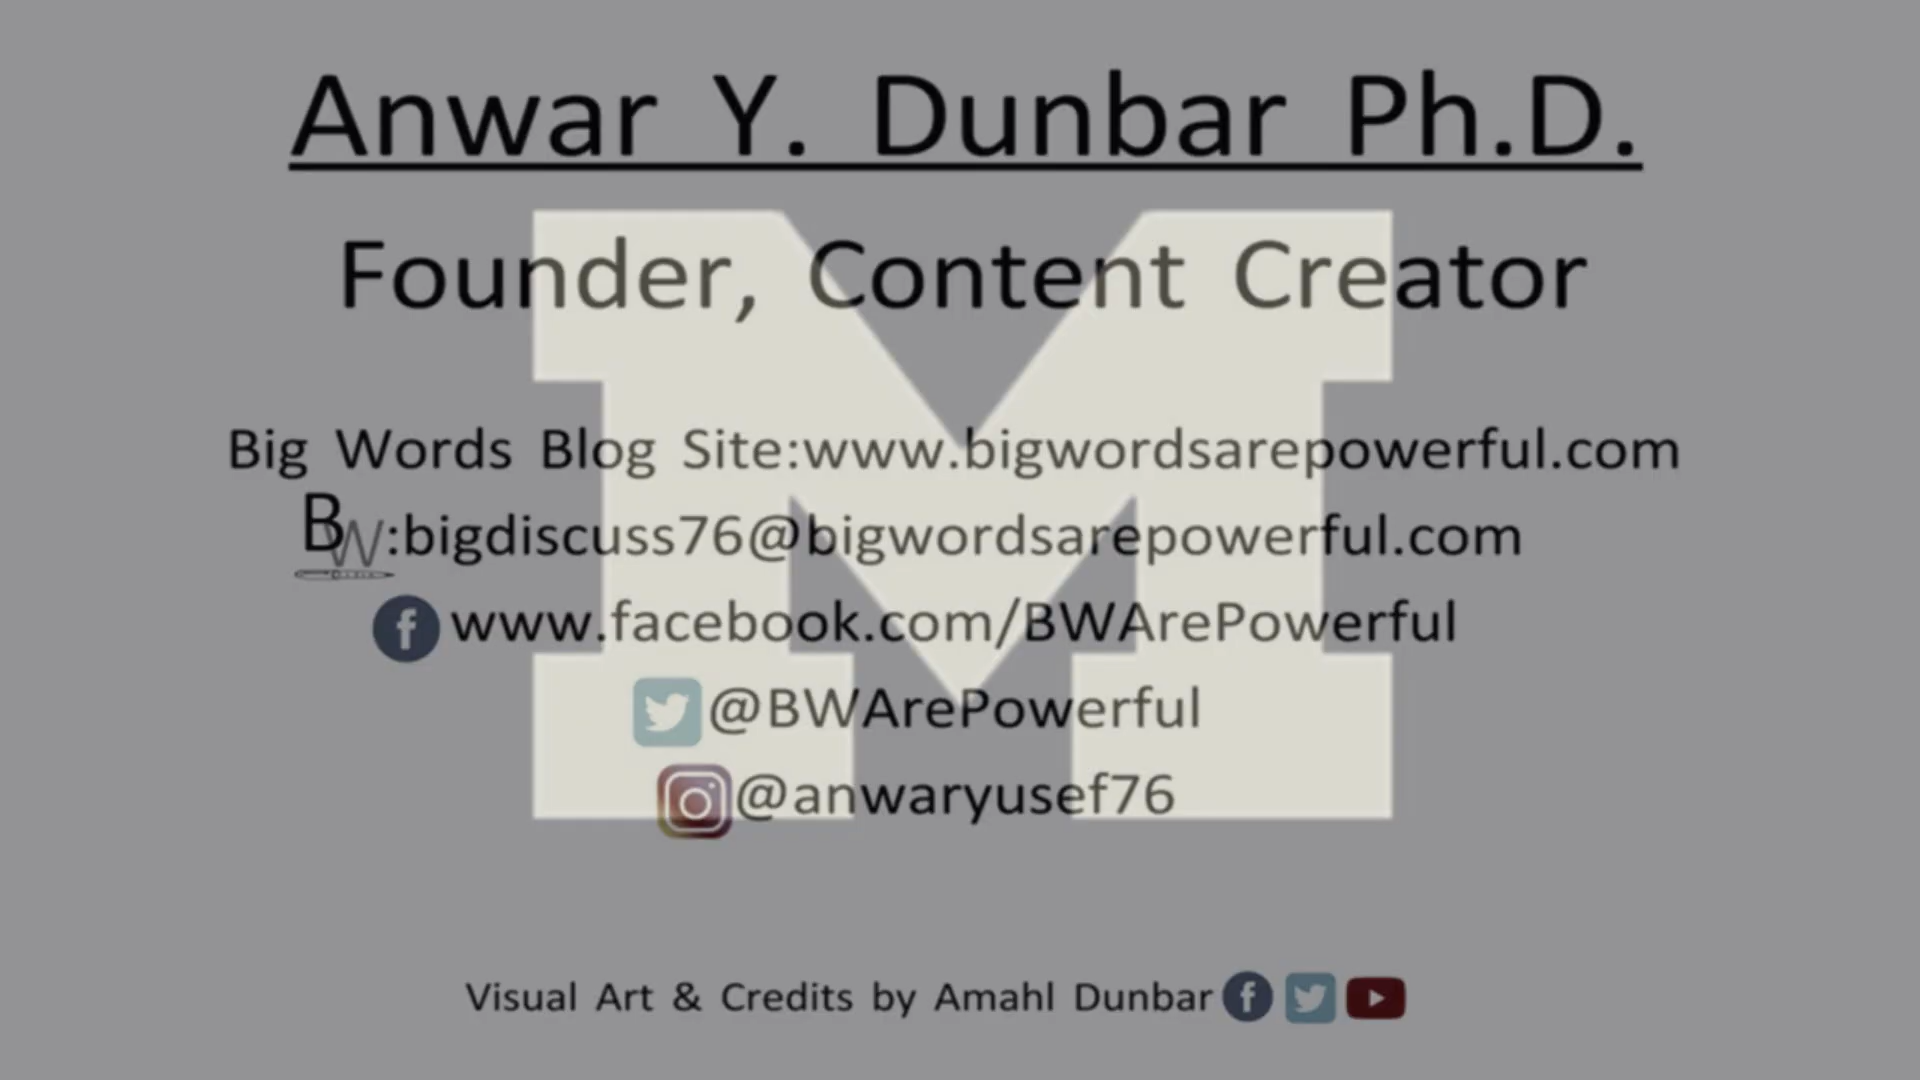 Anwar Y. Dunbar Ph.D.
Founder, Content Creator
Big Words Blog Site:www.bigwordsarepowerful.com
BW:bigdiscuss76@bigwordsarepowerful.com
www.facebook.com/BWArePowerful
@BWArePowerful
@anwaryusef76
Visual Art & Credits by Amahl Dunbar
M